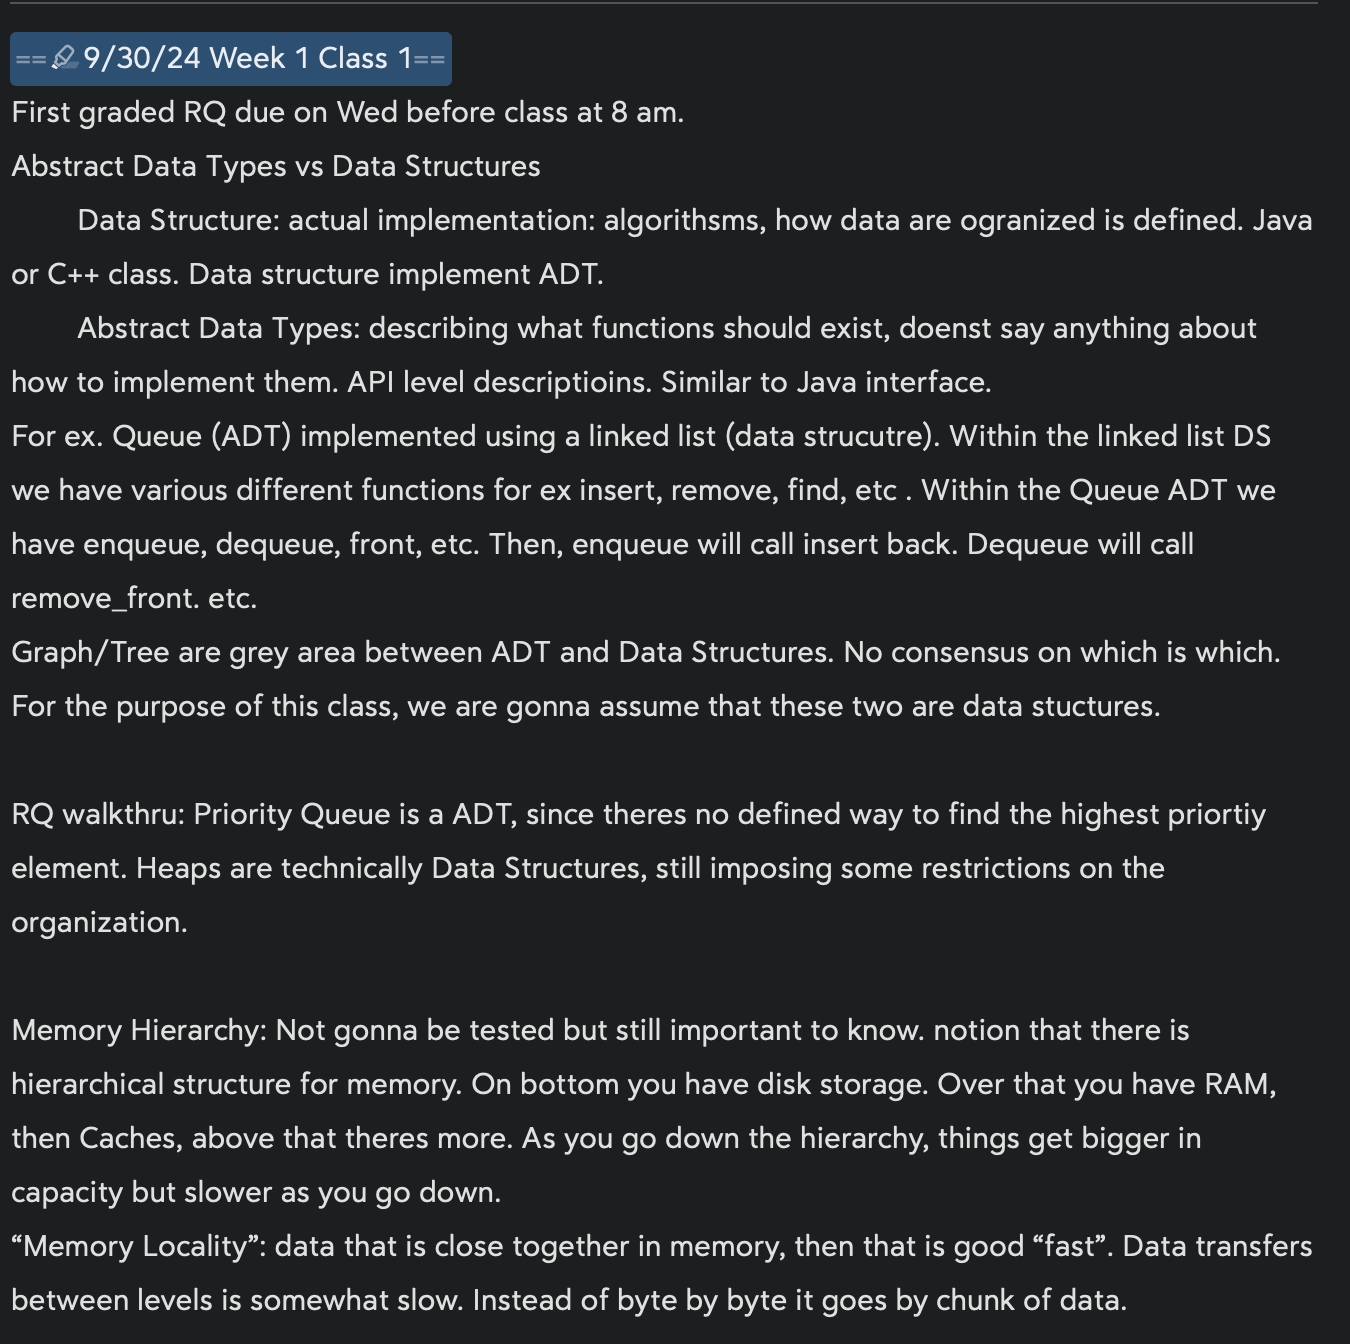 ==9/30/24 Week 1 Class 1==
First graded RQ due on Wed before class at 8 am.
Abstract Data Types vs Data Structures
Data Structure: actual implementation: algorithsms, how data are ogranized is defined. Java
or C++ class. Data structure implement ADT.
Abstract Data Types: describing what functions should exist, doenst say anything about
how to implement them. API level descriptioins. Similar to Java interface.
For ex. Queue (ADT) implemented using a linked list (data strucutre). Within the linked list DS
we have various different functions for ex insert, remove, find, etc . Within the Queue ADT we
have enqueue, dequeue, front, etc. Then, enqueue will call insert back. Dequeue will call
remove_front. etc.
Graph/Tree are grey area between ADT and Data Structures. No consensus on which is which.
For the purpose of this class, we are gonna assume that these two are data stuctures.
RQ walkthru: Priority Queue is a ADT, since theres no defined way to find the highest priortiy
element. Heaps are technically Data Structures, still imposing some restrictions on the
organization.
Memory Hierarchy: Not gonna be tested but still important to know. notion that there is
hierarchical structure for memory. On bottom you have disk storage. Over that you have RAM,
then Caches, above that theres more. As you go down the hierarchy, things get bigger in
capacity but slower as you go down.
“Memory Locality”: data that is close together in memory, then that is good “fast”. Data transfers
between levels is somewhat slow. Instead of byte by byte it goes by chunk of data.